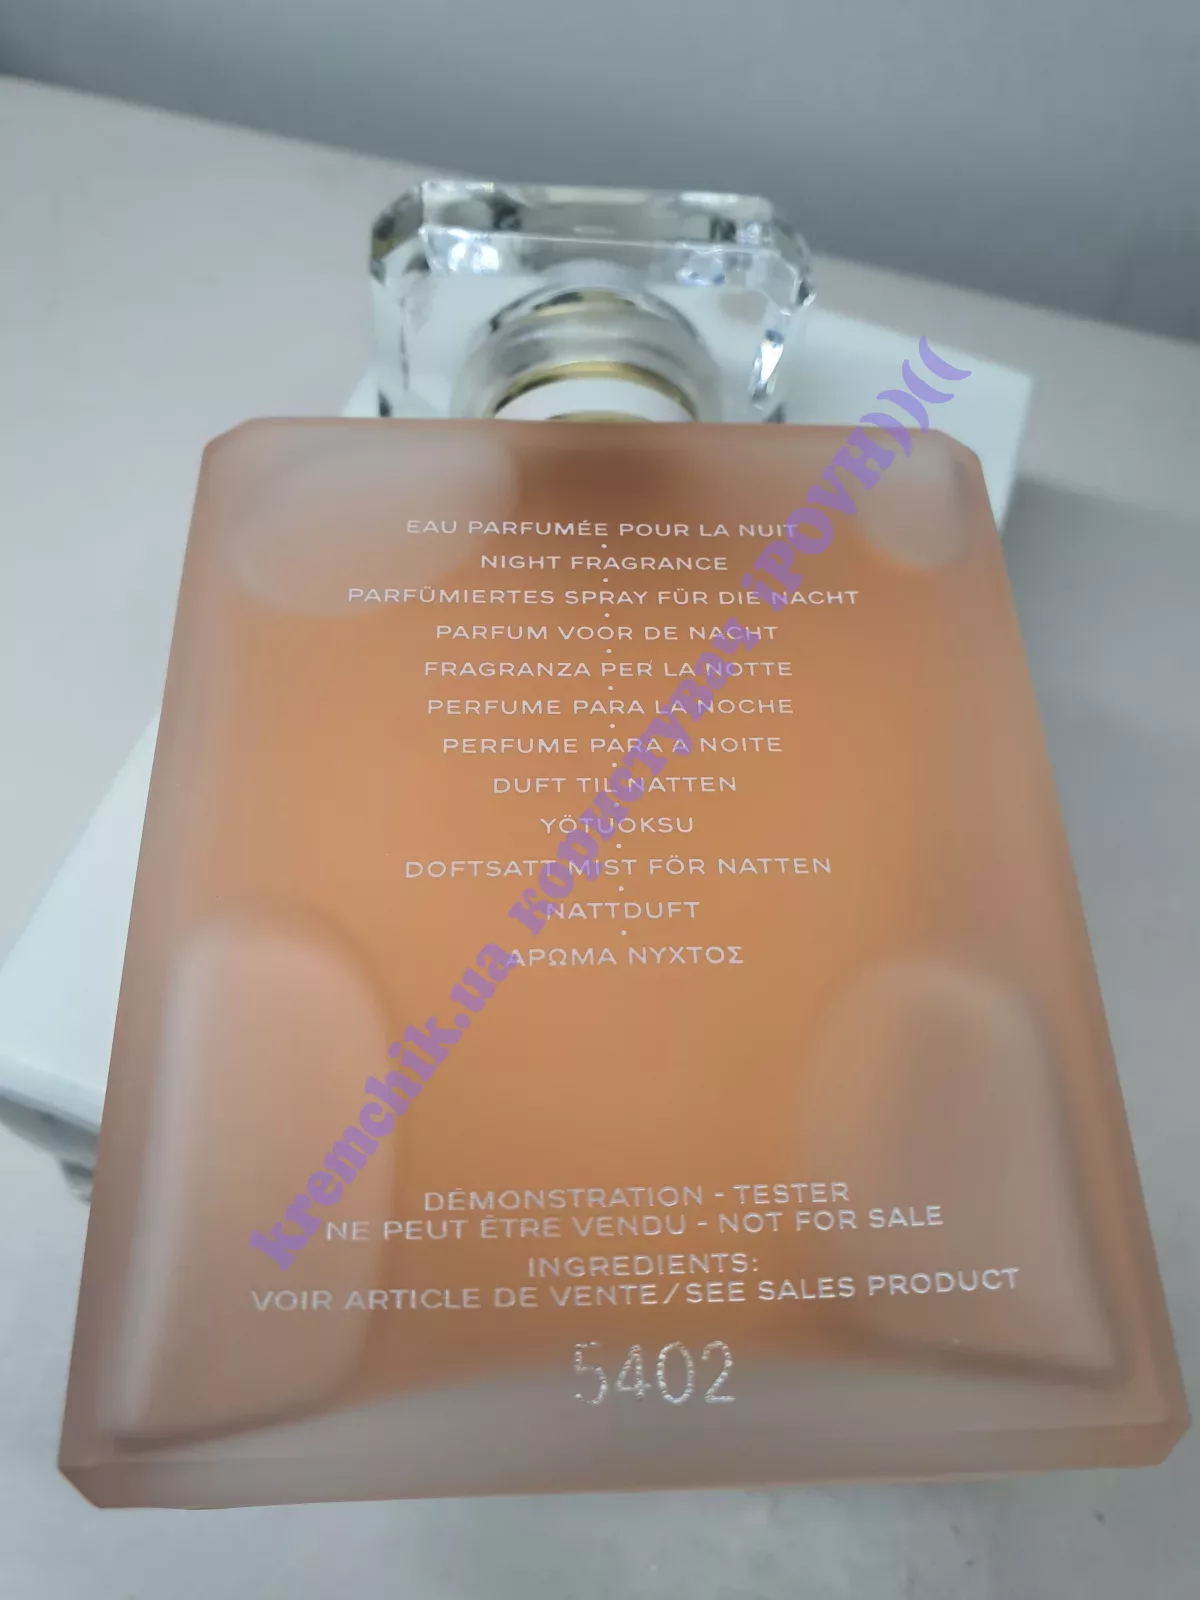 EAU PARFUMÉE POUR LA NUIT
NIGHT FRAGRANCE
PARFÜMIERTES SPRAY FÜR DIE NACHT
PARFUM VOOR DE NACHT
FRAGRANZA PER LA NOTTE
PERFUME PARA LA NOCHE
PERFUME PARA A NOITE
DUFT TIL NATTEN
YÖTUOKSU
DOFTSATT MIST FÖR NATTEN
NATTDUFT
ΑΡΩΜΑ ΝΥΧΤΟΣ
DÉMONSTRATION - TESTER
NE PEUT ÊTRE VENDU - NOT FOR SALE
INGREDIENTS:
VOIR ARTICLE DE VENTE/SEE SALES PRODUCT
5402
kremchik.ua користувач iPOVH))((